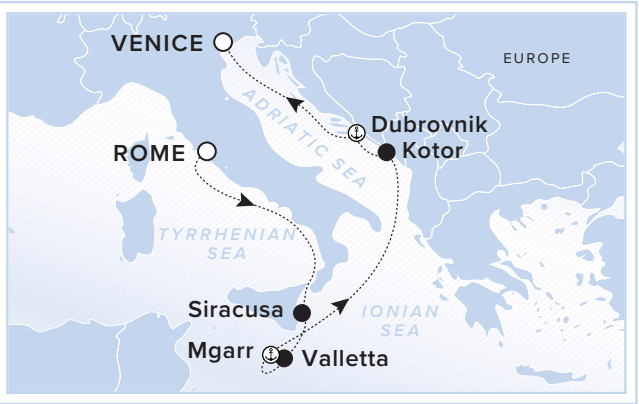 VENICE
EUROPE
ADRIATIC SEA
Dubrovnik
Kotor
ROME
TYRRHENIAN
SEA
Siracusa
IONIAN
SEA
Mgarr
Valletta